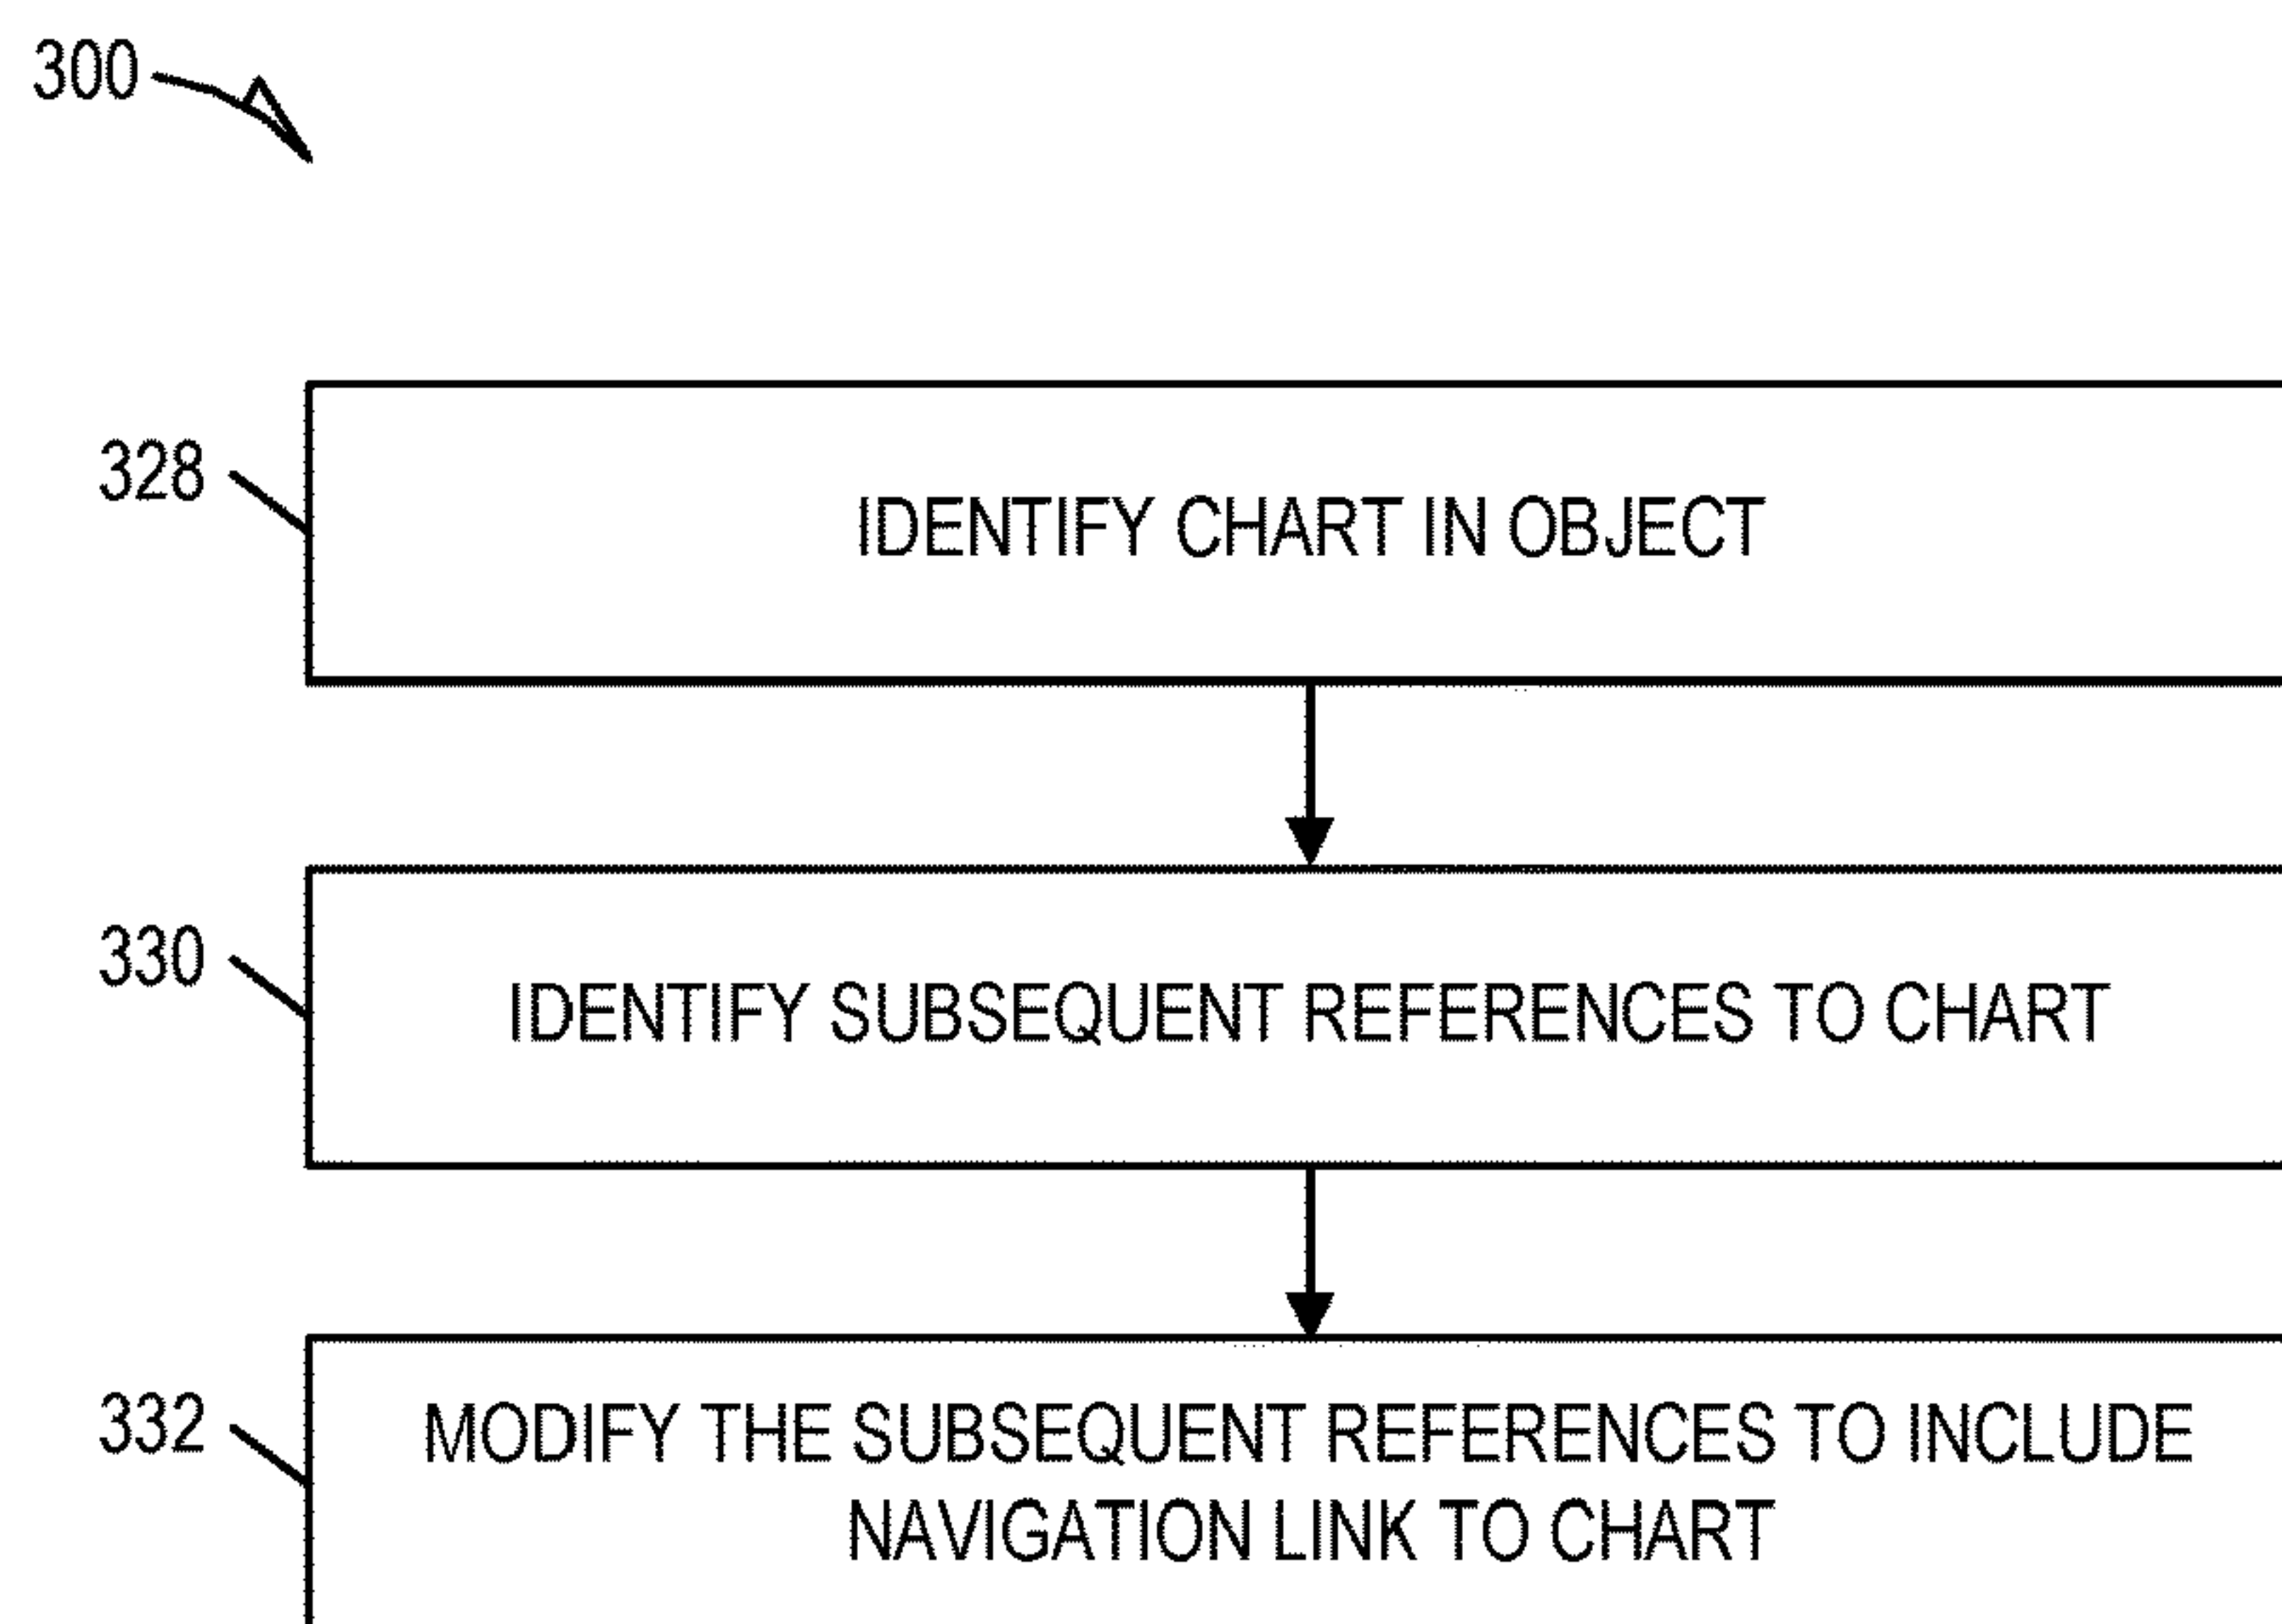 300
328
IDENTIFY CHART IN OBJECT
330
IDENTIFY SUBSEQUENT REFERENCES TO CHART
332
MODIFY THE SUBSEQUENT REFERENCES TO INCLUDE
NAVIGATION LINK TO CHART